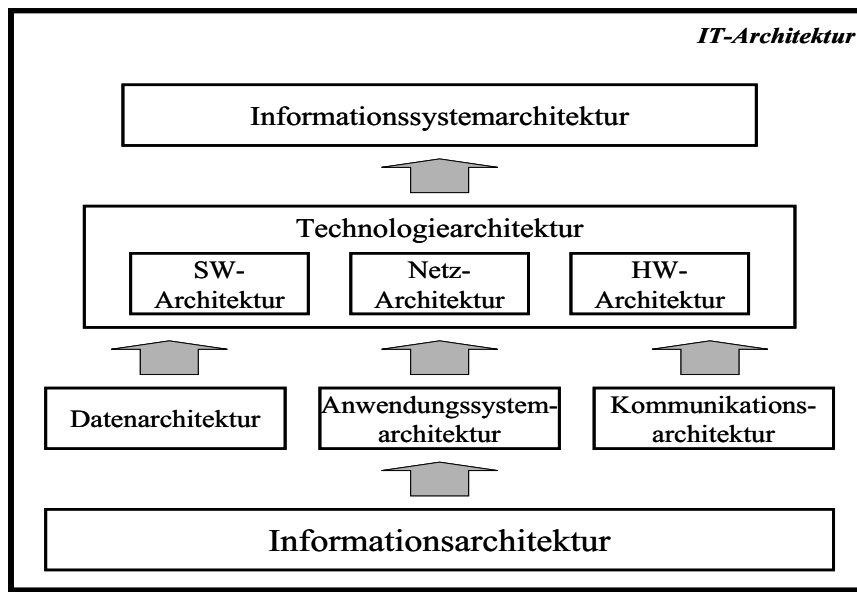 IT-Architektur
Informationssystemarchitektur
Technologiearchitektur
SW-
Architektur
Netz-
Architektur
HW-
Architektur
Datenarchitektur
Anwendungssystem-
architektur
Kommunikations-
architektur
Informationsarchitektur